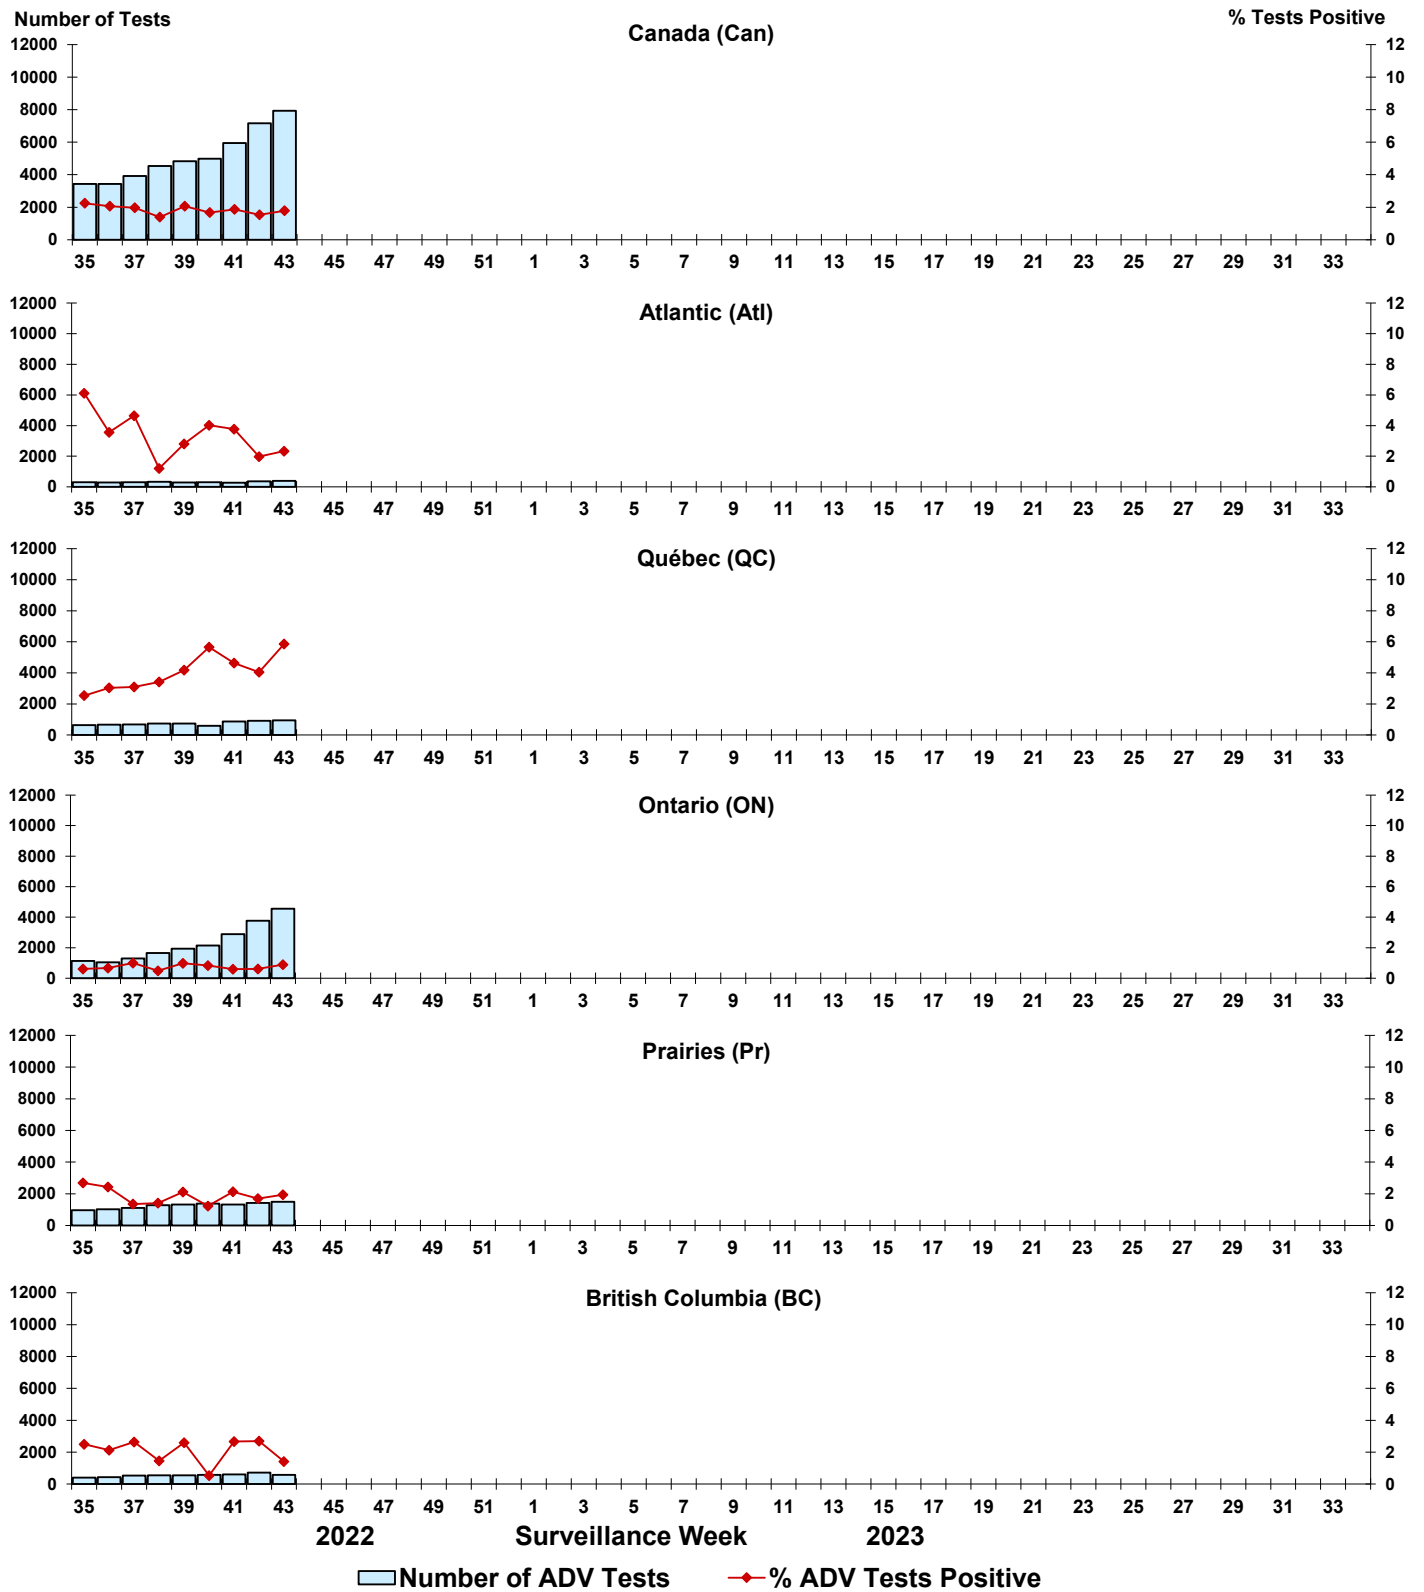 Number of Tests
% Tests Positive
Canada (Can)
12000 12
10000 10
8000 8
6000 6
4000 4
2000 2
0 0
35 37 39 41 43 45 47 49 51 1 3 5 7 9 11 13 15 17 19 21 23 25 27 29 31 33
Atlantic (Atl)
12000 12
10000 10
8000 8
6000 6
4000 4
2000 2
0 0
35 37 39 41 43 45 47 49 51 1 3 5 7 9 11 13 15 17 19 21 23 25 27 29 31 33
Québec (QC)
12000 12
10000 10
8000 8
6000 6
4000 4
2000 2
0 0
35 37 39 41 43 45 47 49 51 1 3 5 7 9 11 13 15 17 19 21 23 25 27 29 31 33
Ontario (ON)
12000 12
10000 10
8000 8
6000 6
4000 4
2000 2
0 0
35 37 39 41 43 45 47 49 51 1 3 5 7 9 11 13 15 17 19 21 23 25 27 29 31 33
Prairies (Pr)
12000 12
10000 10
8000 8
6000 6
4000 4
2000 2
0 0
35 37 39 41 43 45 47 49 51 1 3 5 7 9 11 13 15 17 19 21 23 25 27 29 31 33
British Columbia (BC)
12000 12
10000 10
8000 8
6000 6
4000 4
2000 2
0 0
35 37 39 41 43 45 47 49 51 1 3 5 7 9 11 13 15 17 19 21 23 25 27 29 31 33
2022 Surveillance Week 2023
Number of ADV Tests % ADV Tests Positive